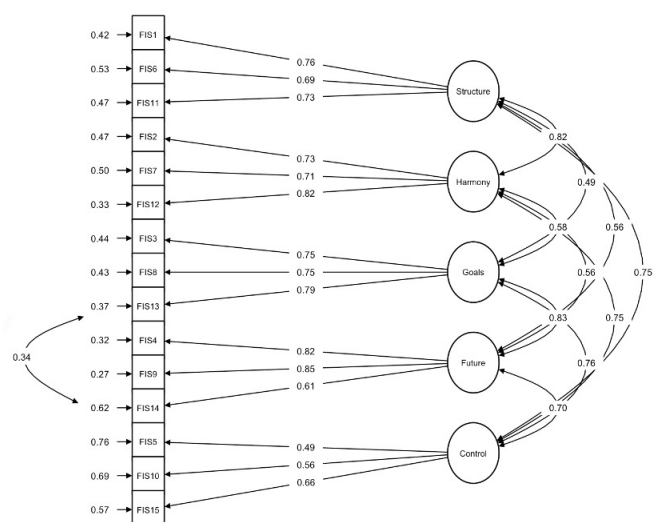 0.42 FIS1
0.76
0.53 FIS6
0.69
0.47 FIS11
0.73
Structure
0.82
0.47 FIS2
0.73
0.50 FIS7
0.71
Harmony
0.49
0.33 FIS12
0.82
0.58 0.56
0.44 FIS3
0.75
0.43 FIS8
0.75
Goals
0.56 0.75
0.37 FIS13
0.79
0.83 0.75
0.32 FIS4
0.82
0.34
0.27 FIS9
0.85
Future
0.76
0.62 FIS14
0.61
0.70
0.76 FIS5
0.49
Control
0.69 FIS10
0.56
0.57 FIS15
0.66